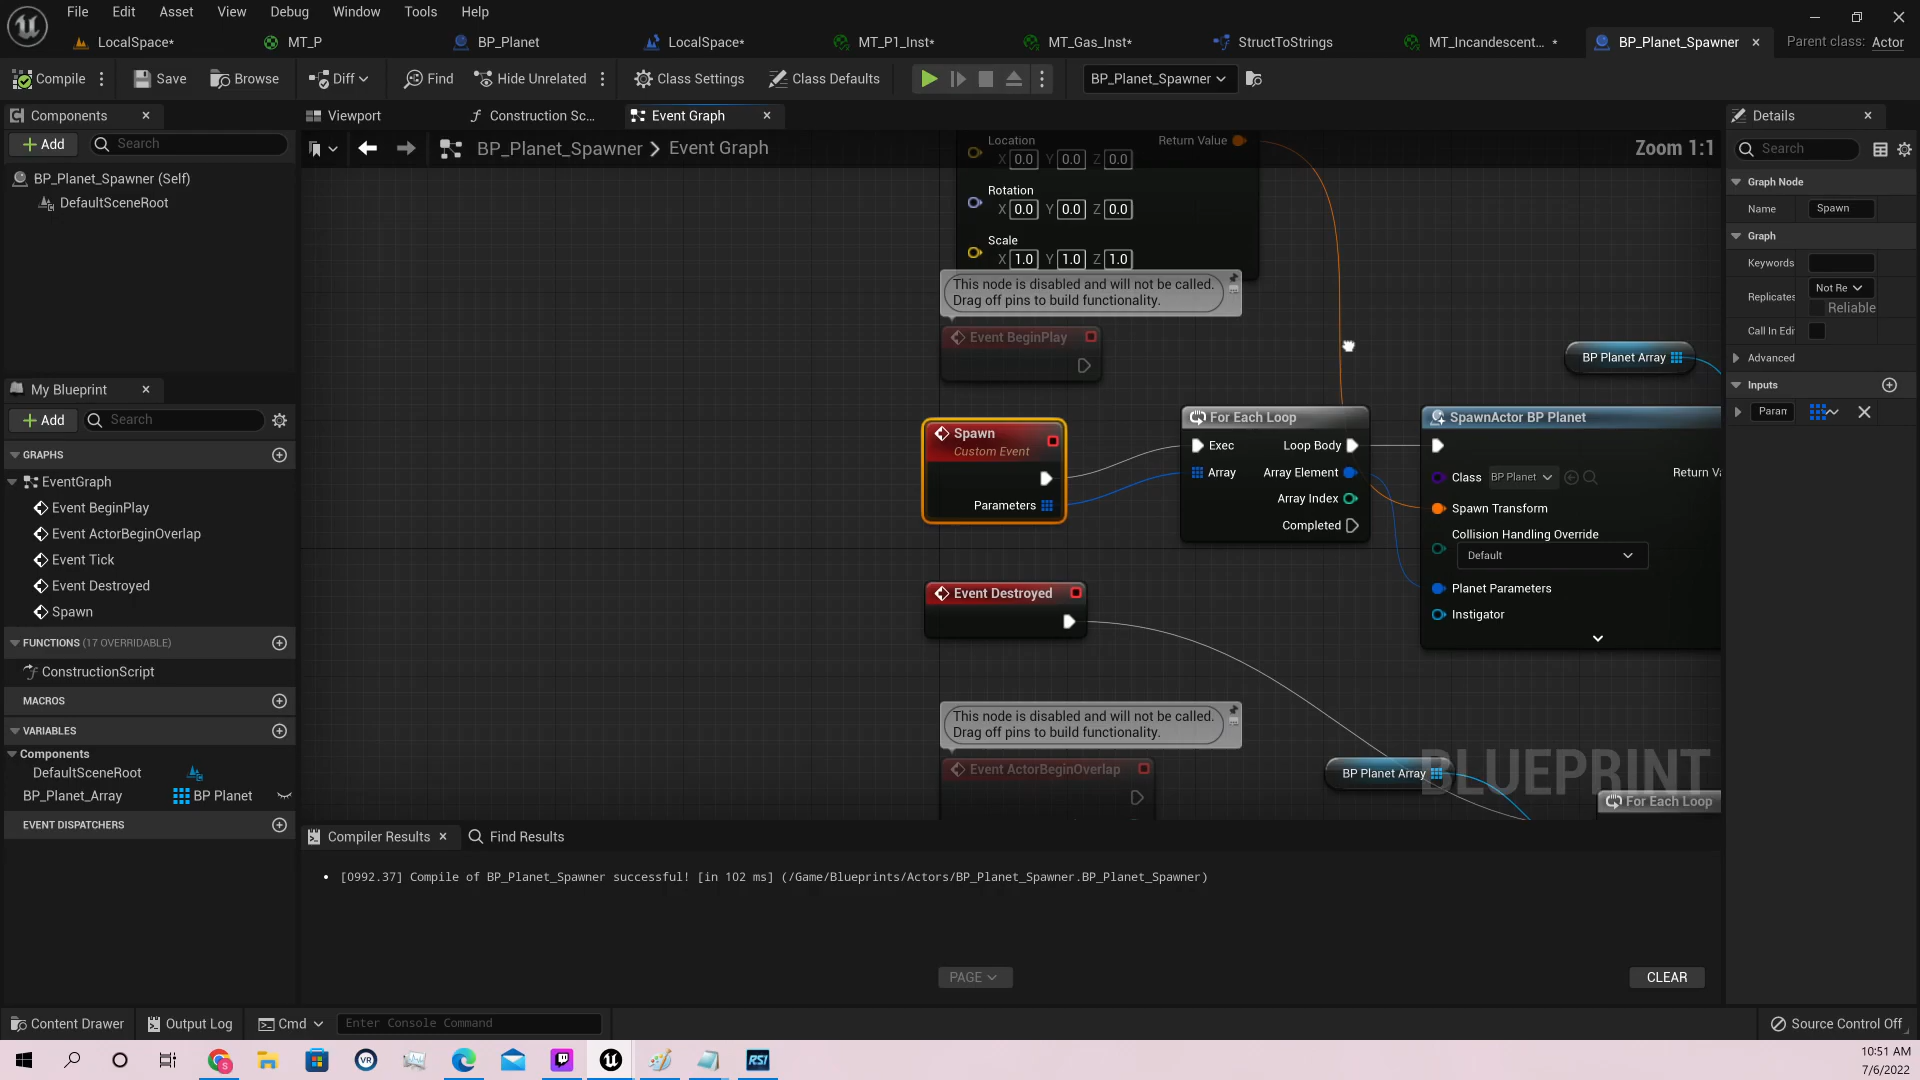 File Edit Asset View Debug Window Tools Help
LocalSpace* MT_P BP_Planet LocalSpace* MT_P1_Inst* MT_Gas_Inst* StructToStrings MT_Incandescent... * BP_Planet_Spawner Parent class: Actor
Compile Save Browse Diff Find Hide Unrelated Class Settings Class Defaults BP_Planet_Spawner
Components
Viewport Construction Sc... Event Graph
Details
Add Search
BP_Planet_Spawner Event Graph
Zoom 1:1
Search
BP_Planet_Spawner (Self)
DefaultSceneRoot
Location
X 0.0 Y 0.0 Z 0.0
Return Value
Rotation
X 0.0 Y 0.0 Z 0.0
Scale
X 1.0 Y 1.0 Z 1.0
This node is disabled and will not be called.
Drag off pins to build functionality.
Event BeginPlay
BP Planet Array
Spawn
Custom Event
Parameters
For Each Loop
Exec Loop Body
Array Array Element
Array Index
Completed
SpawnActor BP Planet
Class BP Planet Return Va
Spawn Transform
Collision Handling Override
Default
Planet Parameters
Instigator
Event Destroyed
This node is disabled and will not be called.
Drag off pins to build functionality.
Event ActorBeginOverlap
BP Planet Array
For Each Loop
BLUEPRINT
Graph Node
Name Spawn
Graph
Keywords
Replicates Not Re
Reliable
Call In Edi
Advanced
Inputs
Param
My Blueprint
Add Search
GRAPHS
EventGraph
Event BeginPlay
Event ActorBeginOverlap
Event Tick
Event Destroyed
Spawn
FUNCTIONS (17 OVERRIDABLE)
ConstructionScript
MACROS
VARIABLES
Components
DefaultSceneRoot
BP_Planet_Array BP Planet
EVENT DISPATCHERS
Compiler Results Find Results
[0992.37] Compile of BP_Planet_Spawner successful! [in 102 ms] (/Game/Blueprints/Actors/BP_Planet_Spawner.BP_Planet_Spawner)
PAGE CLEAR
Content Drawer Output Log Cmd Enter Console Command Source Control Off
VR RSI
10:51 AM
7/6/2022